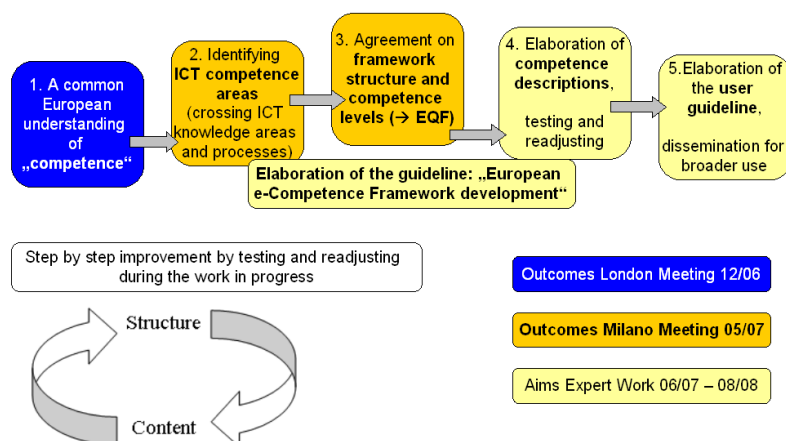 1. A common
European
understanding
of
„competence“
2. Identifying
ICT competence
areas
(crossing ICT
knowledge areas
and processes)
3. Agreement on
framework
structure and
competence
levels (→ EQF)
4. Elaboration of
competence
descriptions,
testing and
readjusting
5.Elaboration of
the user
guideline,
dissemination for
broader use
Elaboration of the guideline: „European
e-Competence Framework development“
Step by step improvement by testing and readjusting
during the work in progress
Structure
Content
Outcomes London Meeting 12/06
Outcomes Milano Meeting 05/07
Aims Expert Work 06/07 – 08/08